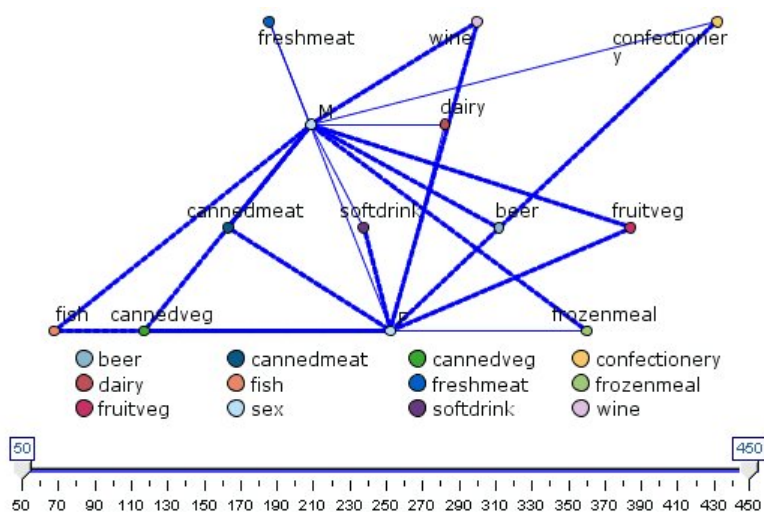 freshmeat
wine
confectioner
y
M
dairy
cannedmeat
softdrink
beer
fruitveg
fish
cannedveg
F
frozenmeal
beer
cannedmeat
cannedveg
confectionery
dairy
fish
freshmeat
frozenmeal
fruitveg
sex
softdrink
wine
50
450
50 70 90 110 130 150 170 190 210 230 250 270 290 310 330 350 370 390 410 430 450